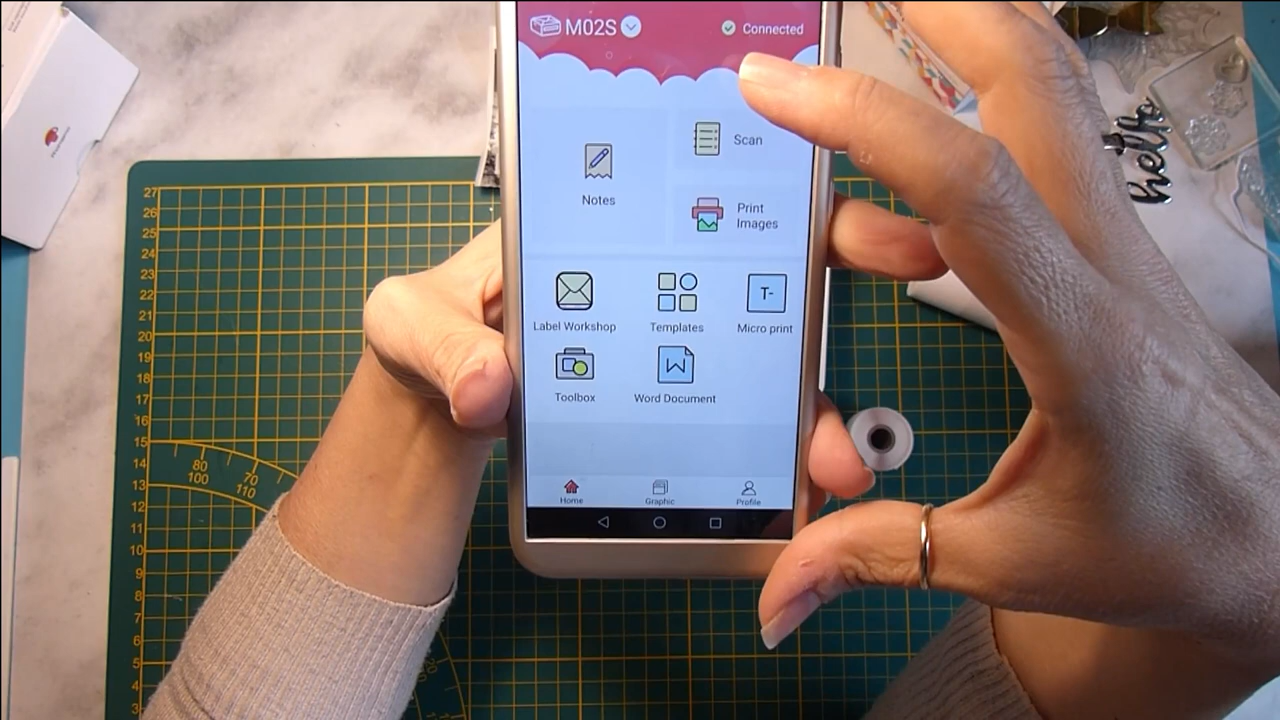 M02S
Connected
Notes
Scan
Print
Images
Label Workshop
Templates
T-
Micro print
Toolbox
W
Word Document
Home
Graphic
Profile
hello
27
26
25
24
23
22
21
20
19
18
17
16
15
14
13
12
11
10
9
8
7
6
5
4
3
80
100
70
110